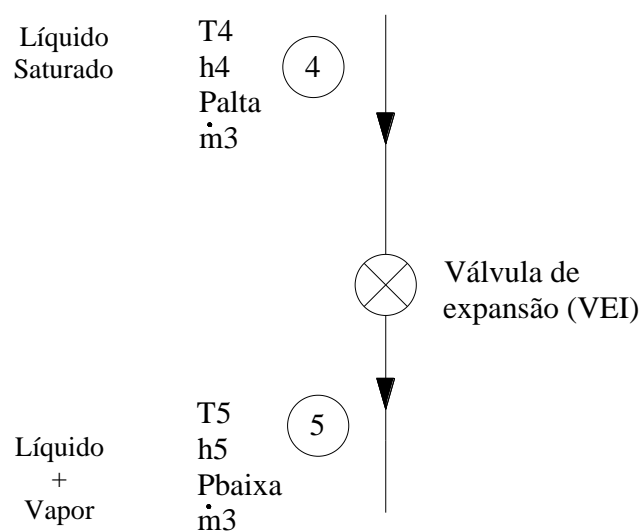 Líquido
Saturado
T4
h4
Palta
ṁ3
4
Válvula de
expansão (VEI)
T5
h5
Pbaixa
ṁ3
5
Líquido
+
Vapor